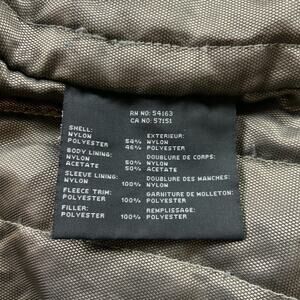 RN NO: 54163
CA NO: 57151
SHELL: EXTERIEUR:
NYLON 54% NYLON
POLYESTER 46% POLYESTER
BODY LINING: DOUBLURE DE CORPS:
NYLON 50% NYLON
ACETATE 50% ACETATE
SLEEVE LINING: DOUBLURE DES MANCHES:
NYLON 100% NYLON
FLEECE TRIM: GARNITURE DE MOLLETON:
POLYESTER 100% POLYESTER
FILLER: REMPLISSAGE:
POLYESTER 100% POLYESTER